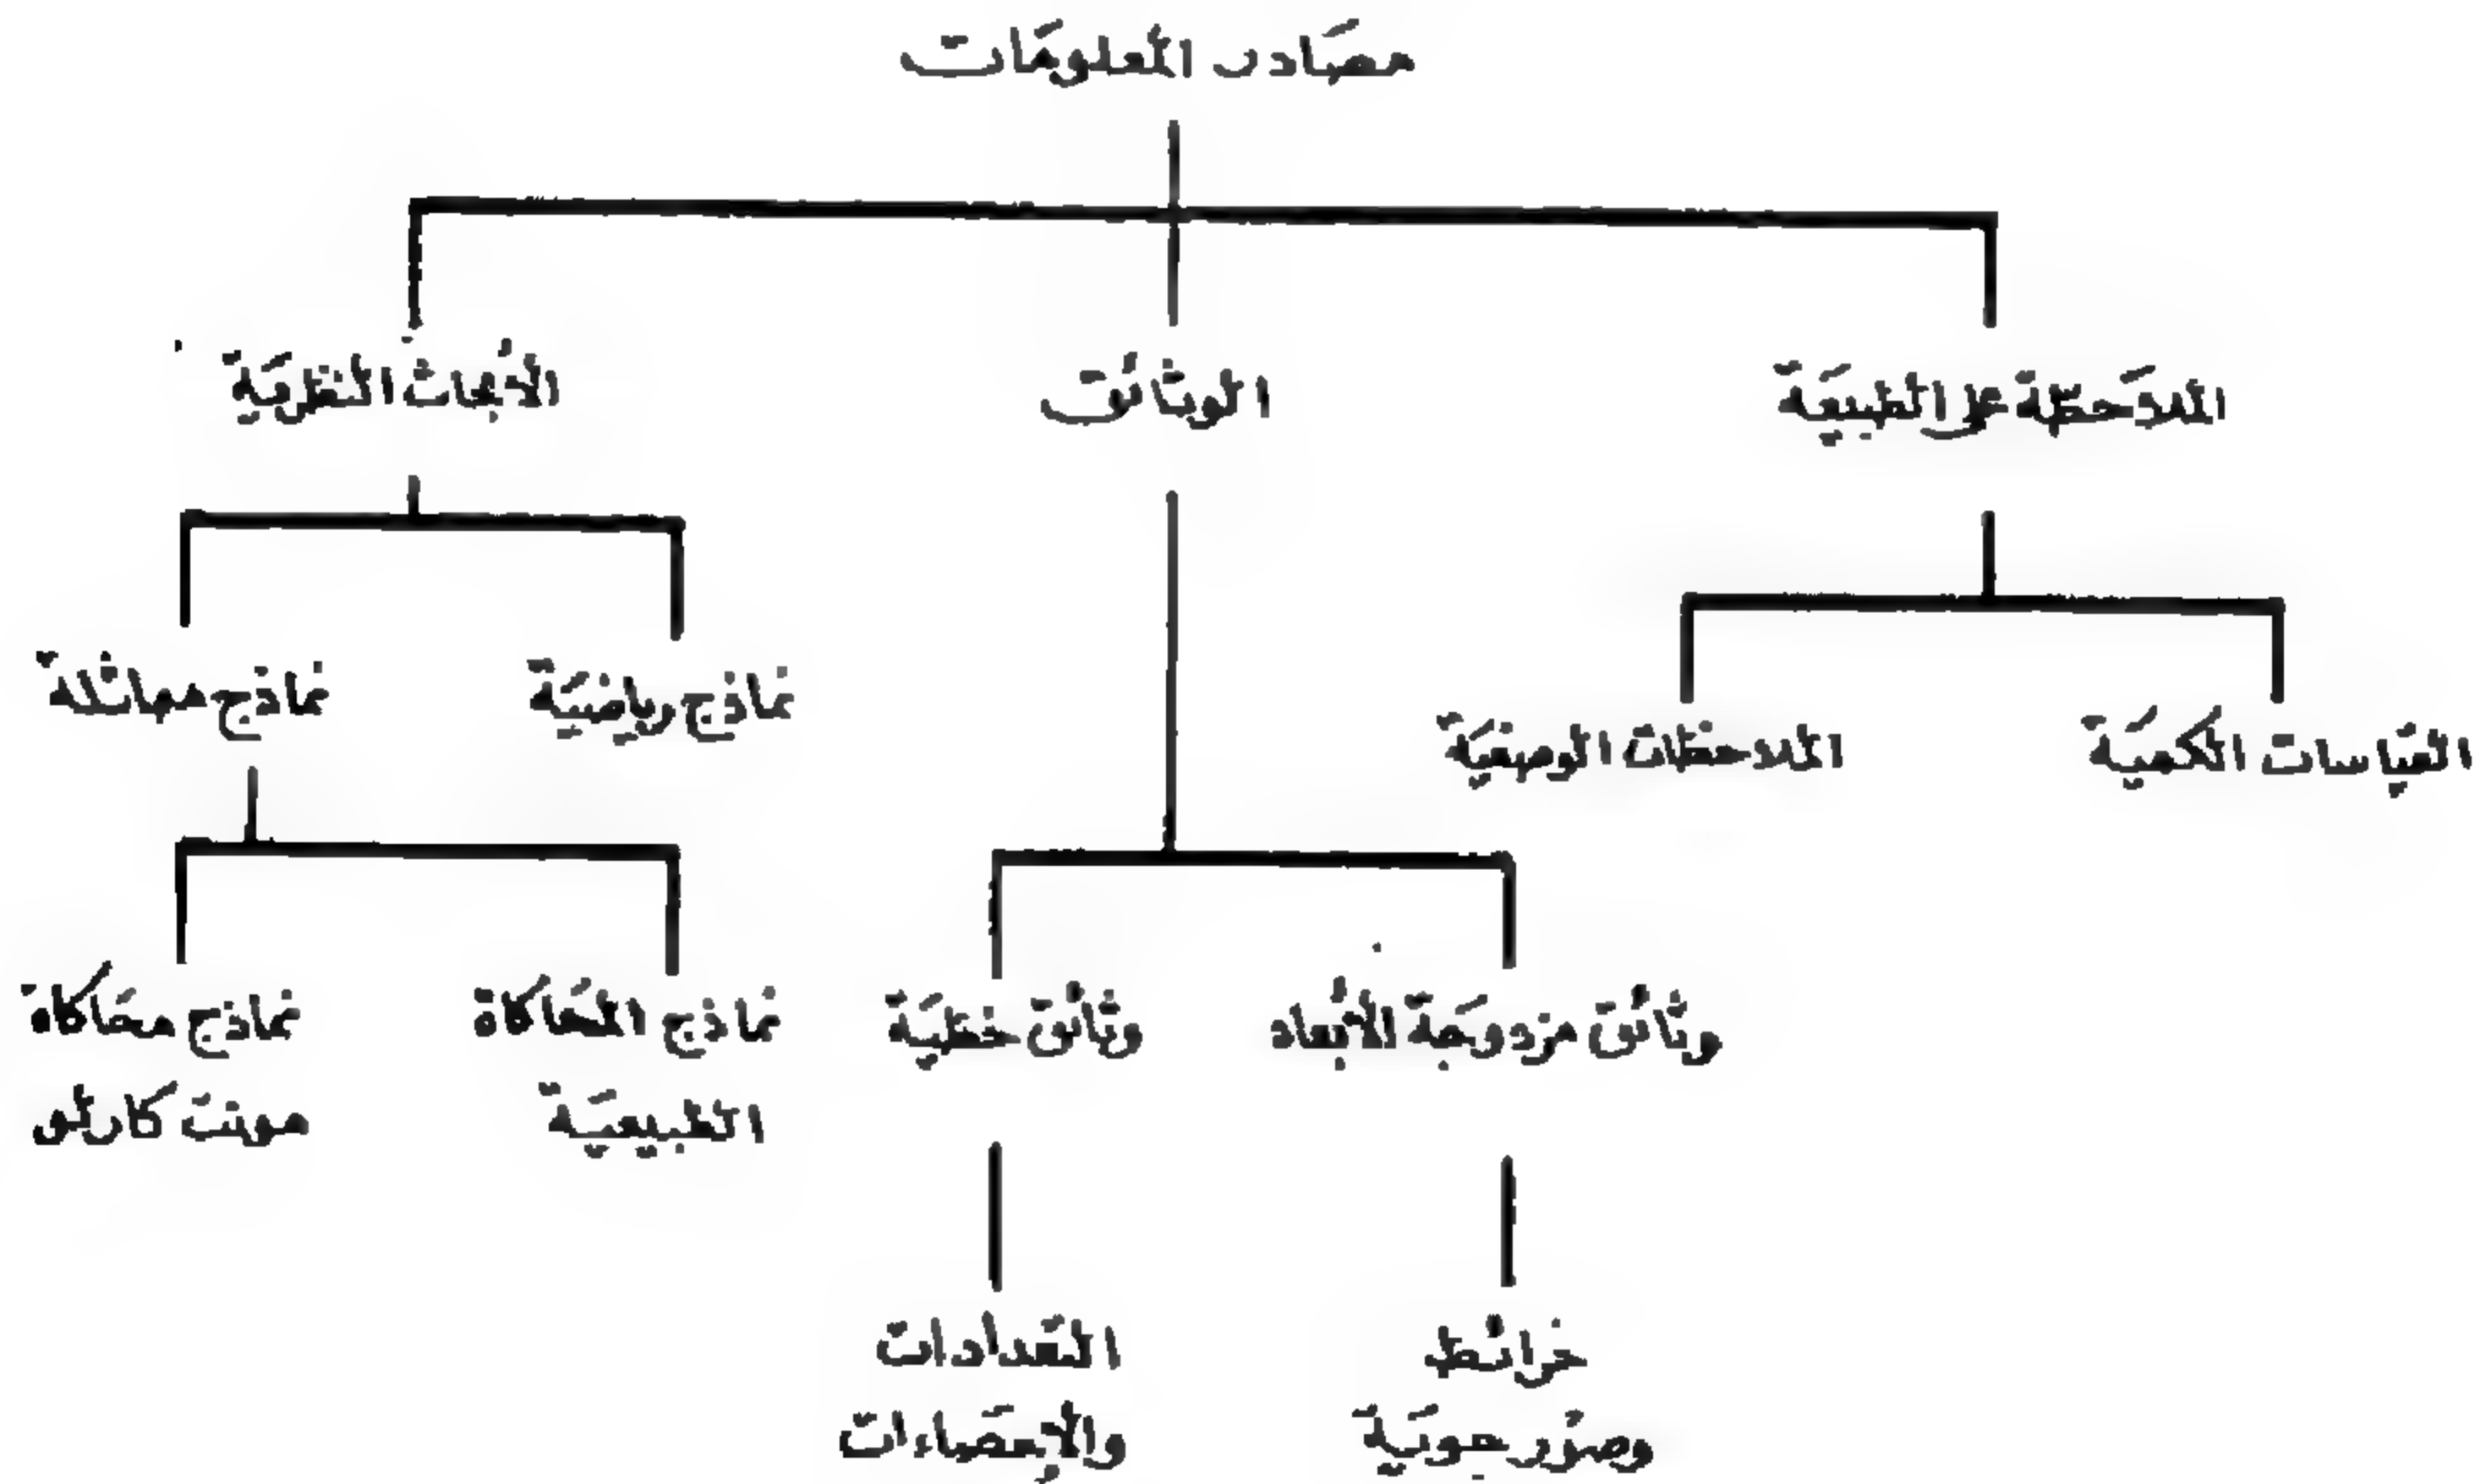 مصادر المعلومات
الملاحظة على الطبيعة
الوثائق
الأبحاث النظرية
القياسات الكمية
الملاحظات الوصفية
نماذج رياضية
نماذج مماثلة
وثائق مزدوجة الأبعاد
وثائق خطية
نماذج المحاكاة
الطبيعية
نماذج محاكاة
مونت كارلو
خرائط
وصور جوية
التعدادات
والإحصاءات